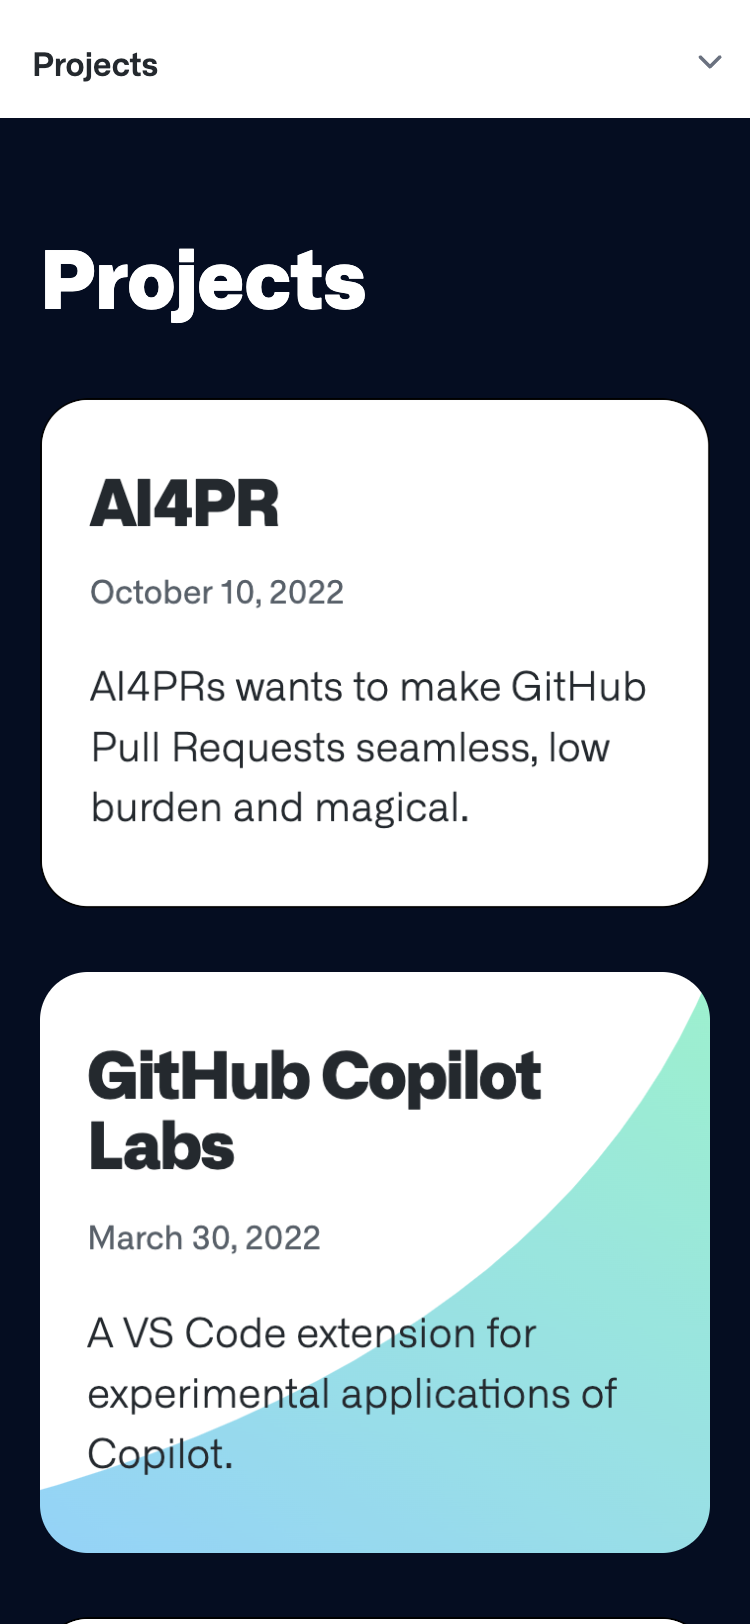 Projects
Projects
AI4PR
October 10, 2022
AI4PRs wants to make GitHub
Pull Requests seamless, low
burden and magical.
GitHub Copilot
Labs
March 30, 2022
A VS Code extension for
experimental applications of
Copilot.